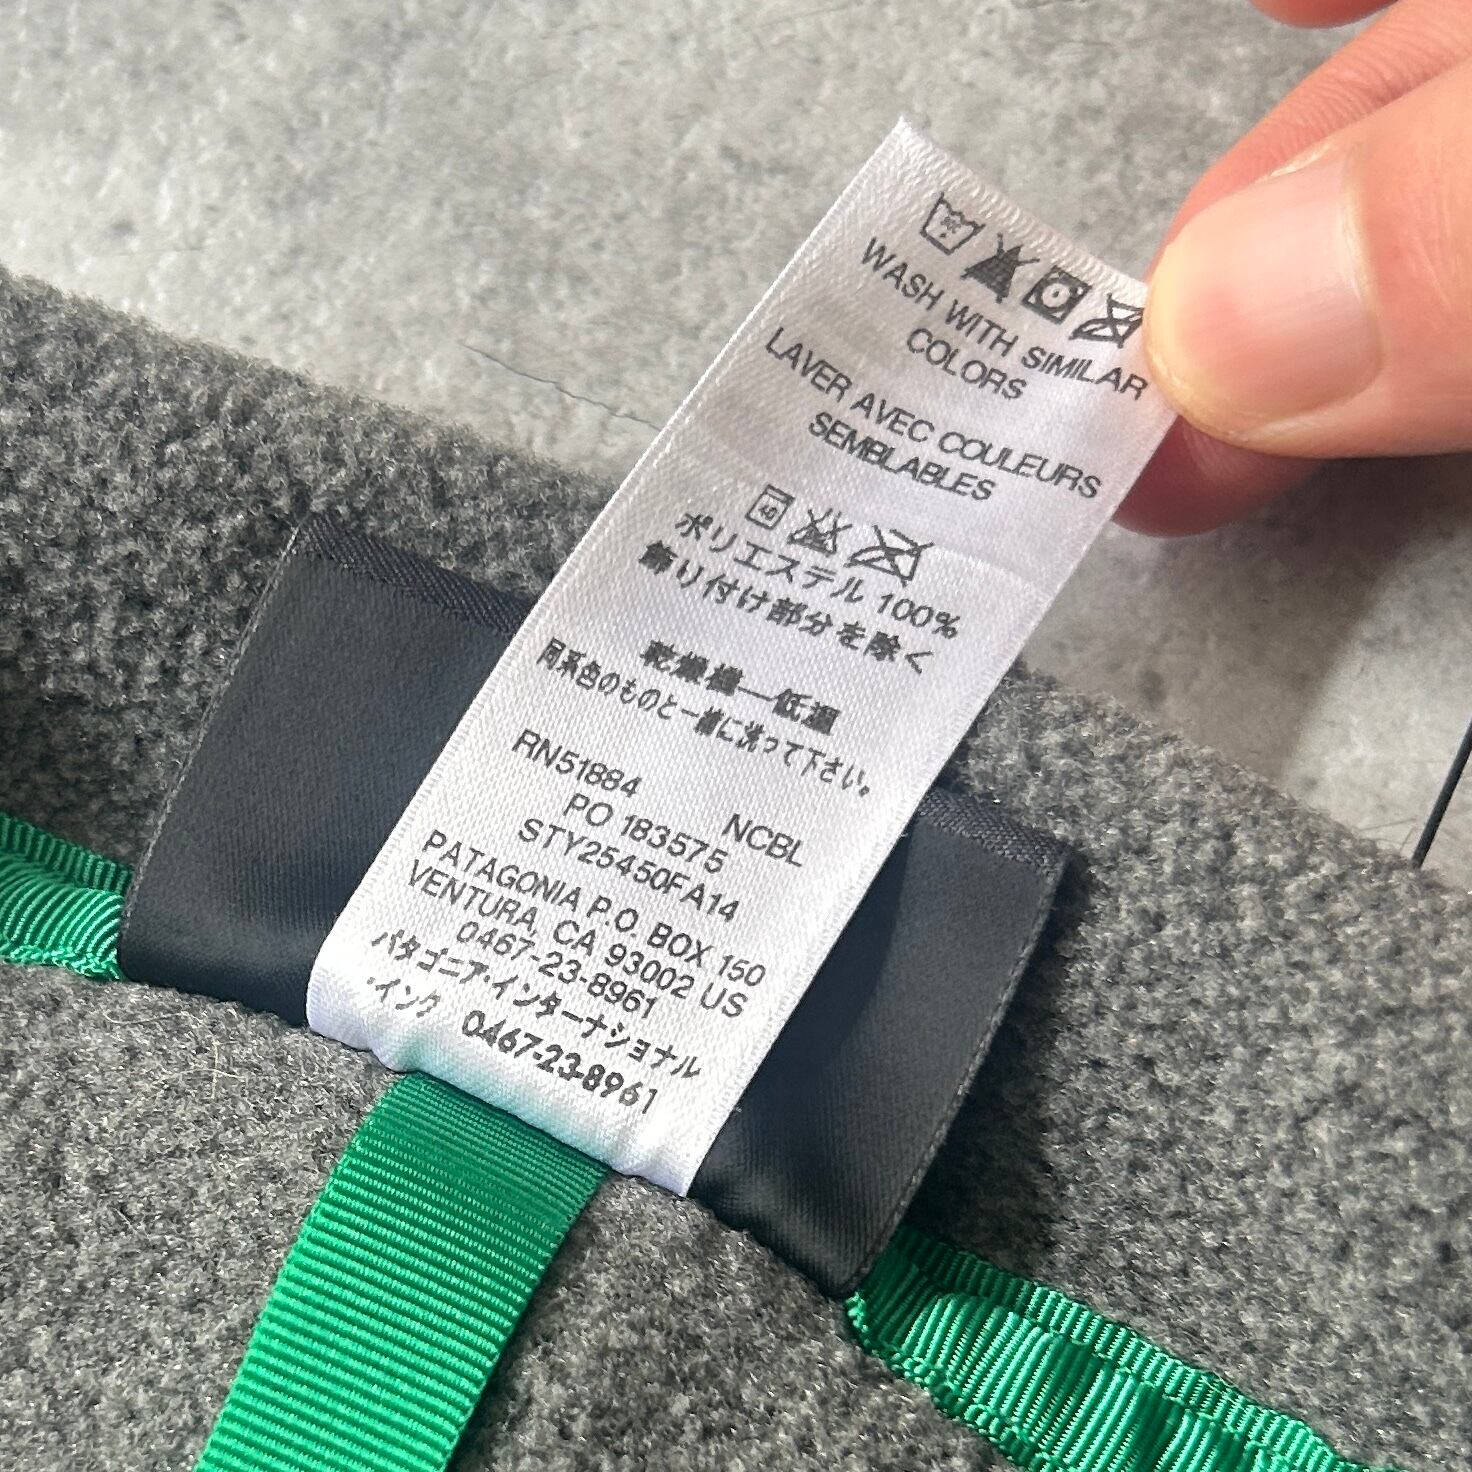 WASH WITH SIMILAR
COLORS
LAVER AVEC COULEURS
SEMBLABLES
40
ポリエステル 100%
飾り付け部分を除く
乾燥機—低温
同系色のものと一緒に洗って下さい。
RN51884 NCBL
PO 183575
STY25450FA14
PATAGONIA P.O. BOX 150
VENTURA, CA 93002 US
0467-23-8961
パタゴニア・インターナショナル
・インク 0467-23-8961